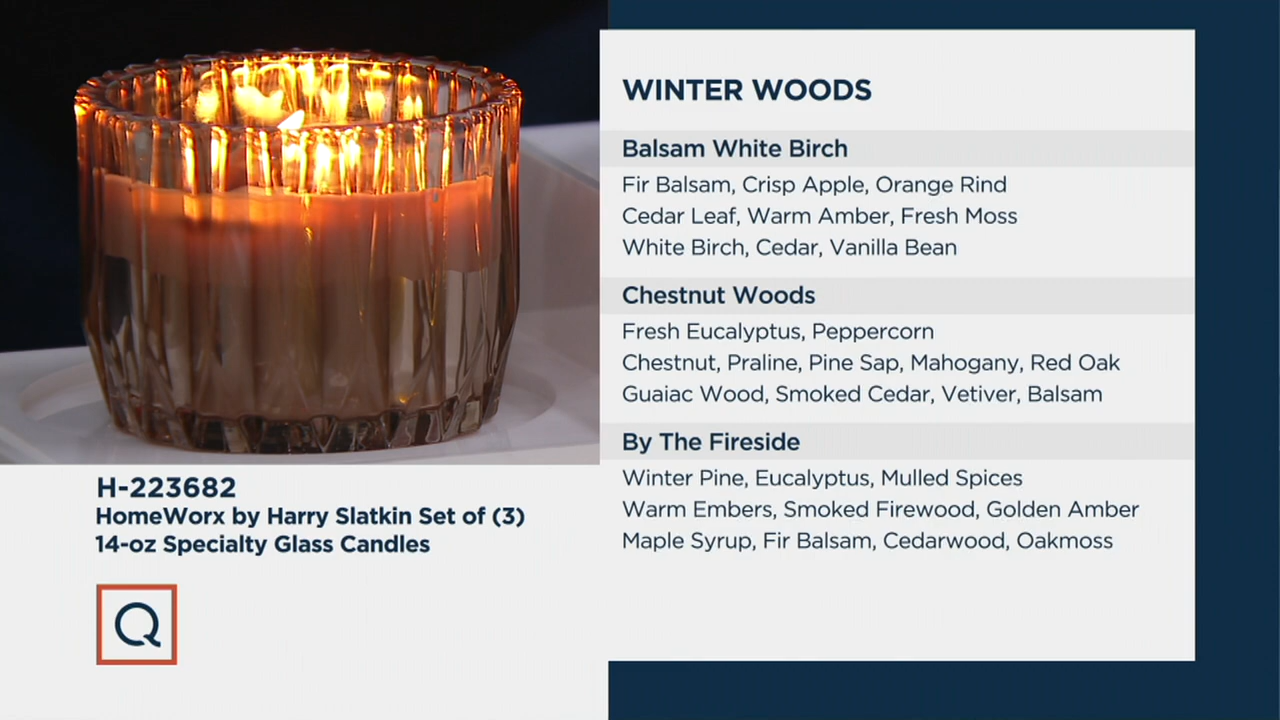 WINTER WOODS
Balsam White Birch
Fir Balsam, Crisp Apple, Orange Rind
Cedar Leaf, Warm Amber, Fresh Moss
White Birch, Cedar, Vanilla Bean
Chestnut Woods
Fresh Eucalyptus, Peppercorn
Chestnut, Praline, Pine Sap, Mahogany, Red Oak
Guaiac Wood, Smoked Cedar, Vetiver, Balsam
By The Fireside
Winter Pine, Eucalyptus, Mulled Spices
Warm Embers, Smoked Firewood, Golden Amber
Maple Syrup, Fir Balsam, Cedarwood, Oakmoss
H-223682
HomeWorx by Harry Slatkin Set of (3)
14-oz Specialty Glass Candles
Q